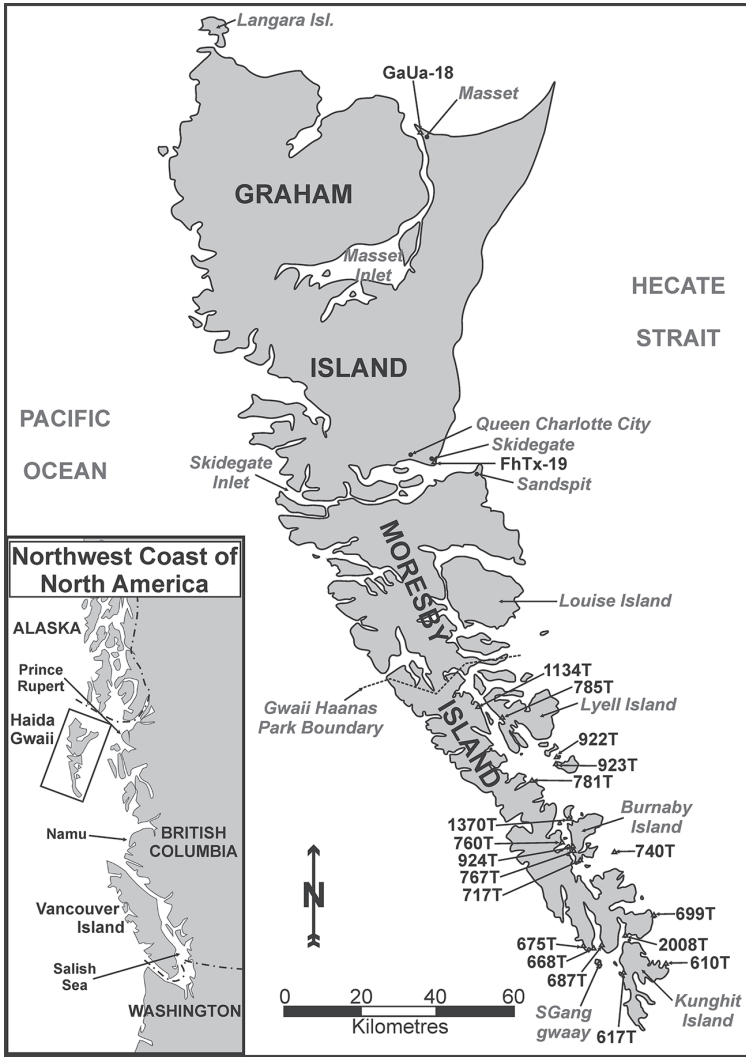 Langara Isl.
GaUa-18
Masset
GRAHAM
Masset
Inlet
HECATE
STRAIT
ISLAND
PACIFIC
OCEAN
Queen Charlotte City
Skidegate
FhTx-19
Sandspit
Skidegate
Inlet
MORESBY
Louise Island
Gwaii Haanas
Park Boundary
ISLAND
1134T
785T
Lyell Island
922T
923T
781T
Burnaby
Island
1370T
760T
924T
767T
717T
740T
699T
2008T
610T
675T
668T
687T
SGang
gwaay
617T
Kunghit
Island
N
0 20 40 60
Kilometres
Northwest Coast of
North America
ALASKA
Prince
Rupert
Haida
Gwaii
Namu
BRITISH
COLUMBIA
Vancouver
Island
Salish
Sea
WASHINGTON